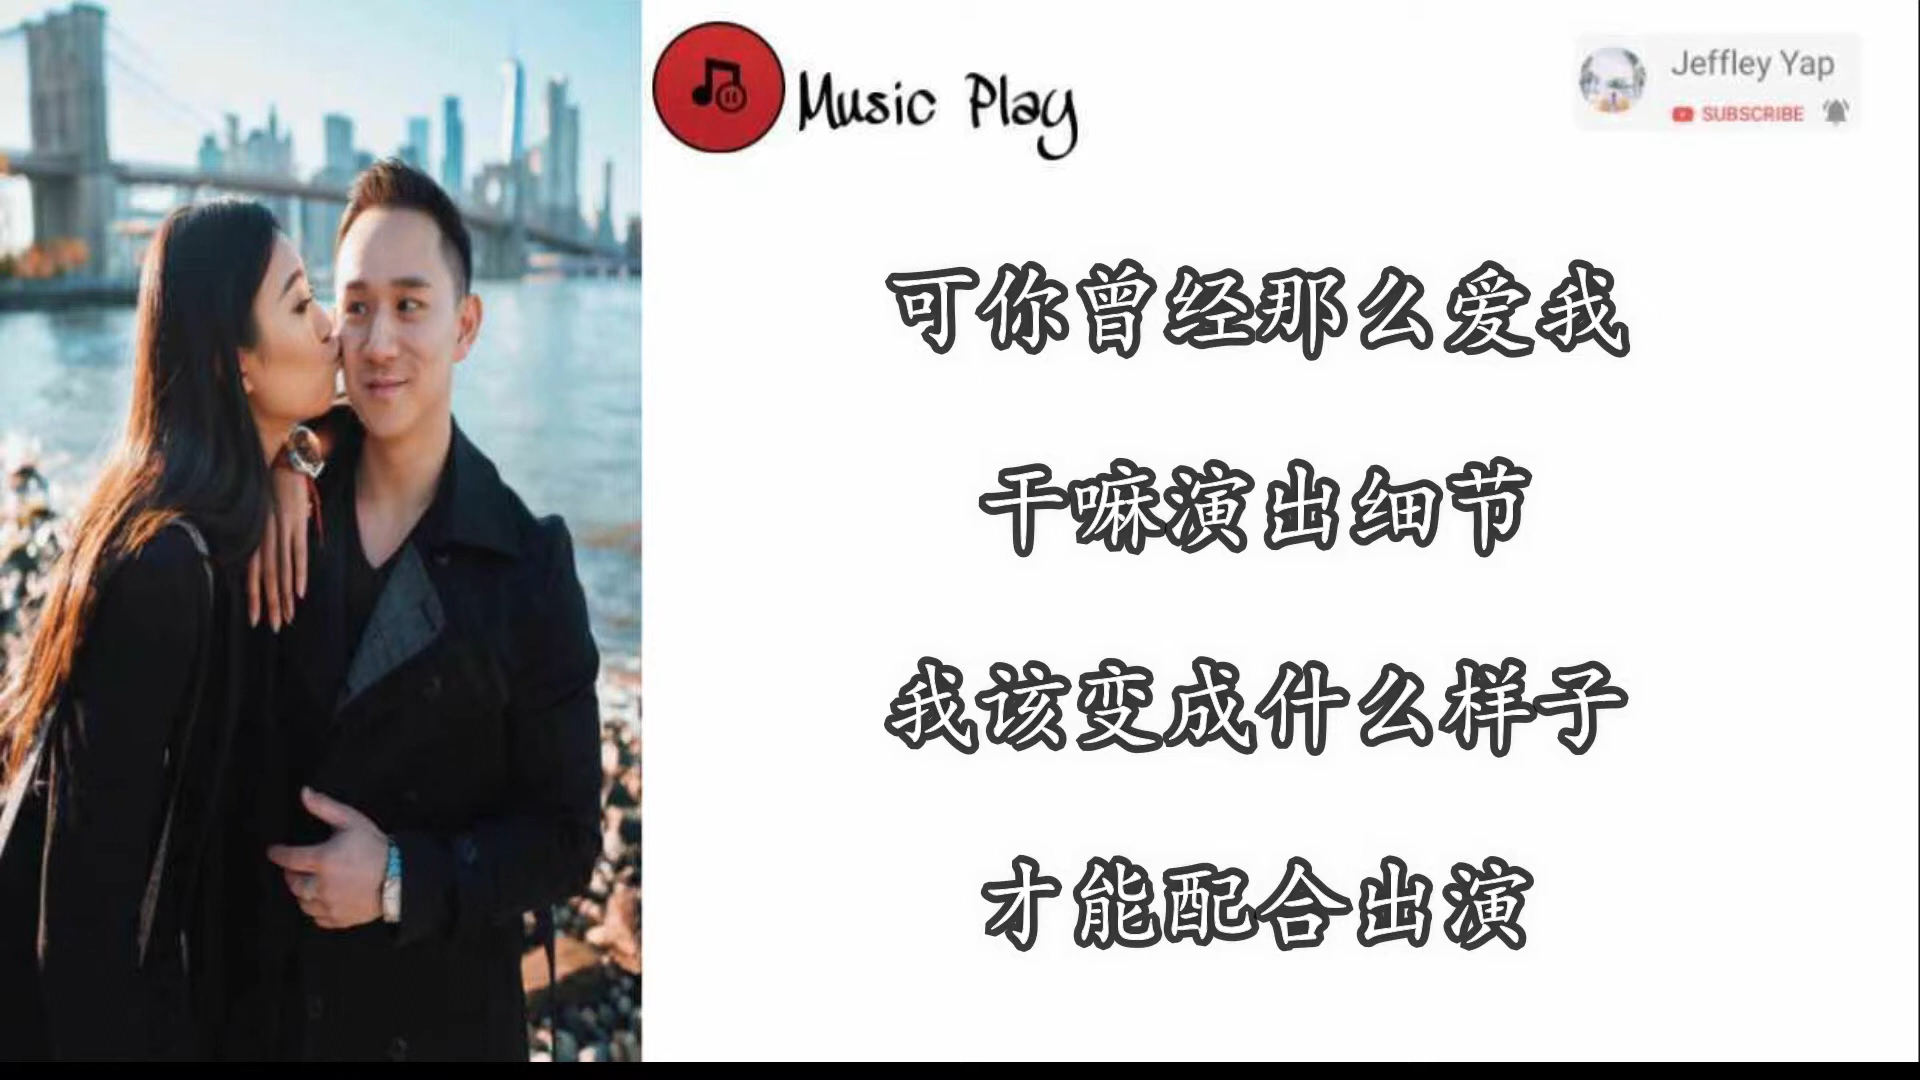 Music Play
Jeffley Yap
SUBSCRIBE
可你曾经那么爱我
干嘛演出细节
我该变成什么样子
才能配合出演